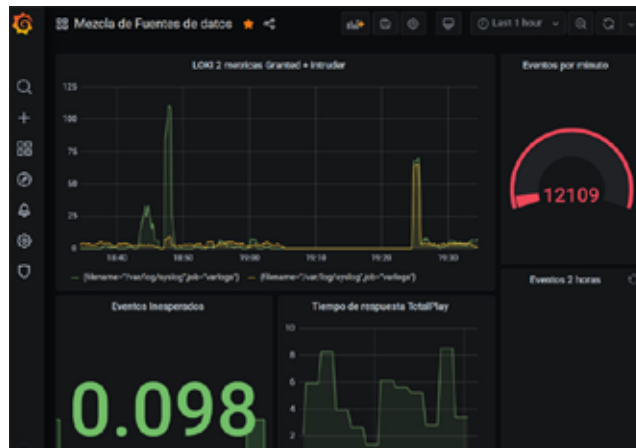 Mezcla de Fuentes de datos
Last 1 hour
LOKI 2 metricas Granted + Intruder
125
100
75
50
25
0
18:40 18:50 19:00 19:10 19:20 19:30
{filename="/var/log/syslog",job="varlogs"} {filename="/var/log/syslog",job="varlogs"}
Eventos por minuto
12109
Eventos 2 horas
Eventos Inesperados
0.098
Tiempo de respuesta TotalPlay
10
8
6
4
2